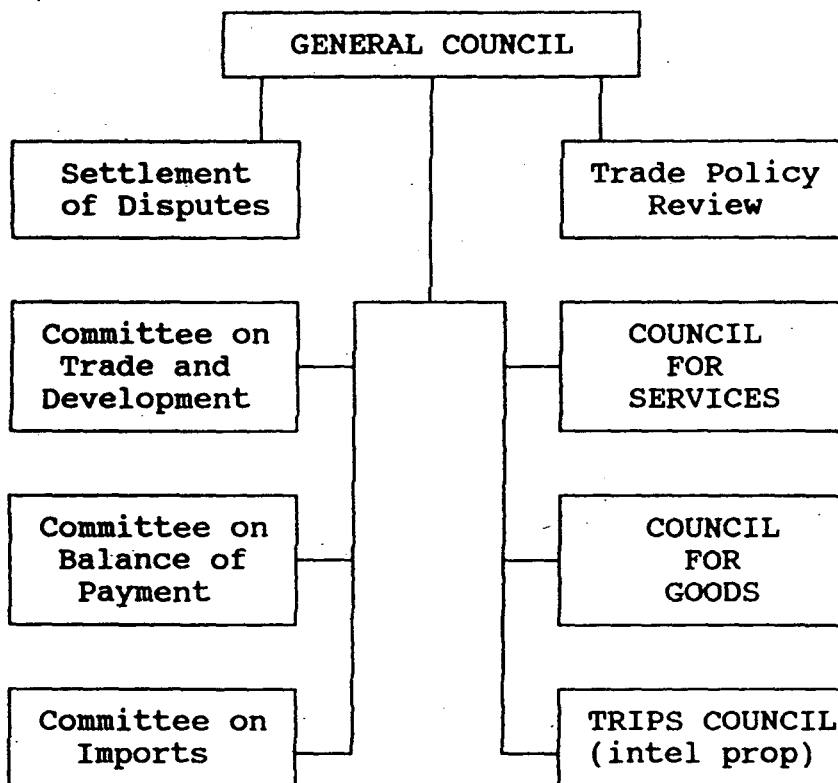 GENERAL COUNCIL
Settlement
of Disputes
Trade Policy
Review
Committee on
Trade and
Development
COUNCIL
FOR
SERVICES
Committee on
Balance of
Payment
COUNCIL
FOR
GOODS
Committee on
Imports
TRIPS COUNCIL
(intel prop)